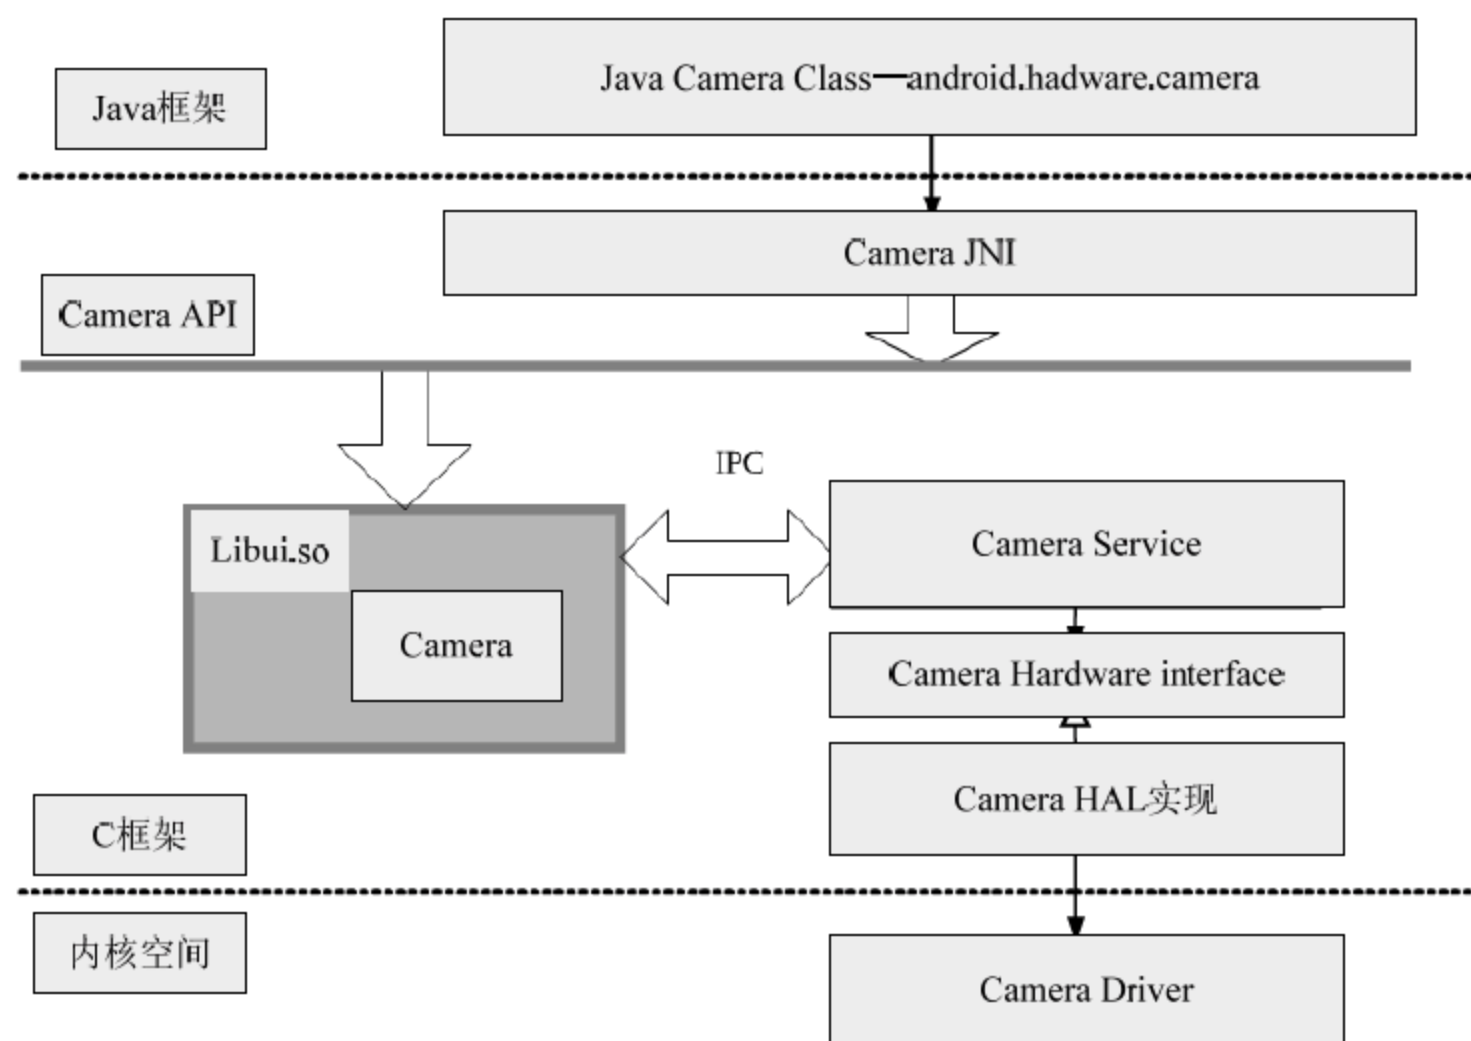 Java Camera Class—android.hadware.camera
Java框架
Camera JNI
Camera API
IPC
Libui.so
Camera Service
Camera
Camera Hardware interface
Camera HAL实现
C框架
内核空间
Camera Driver